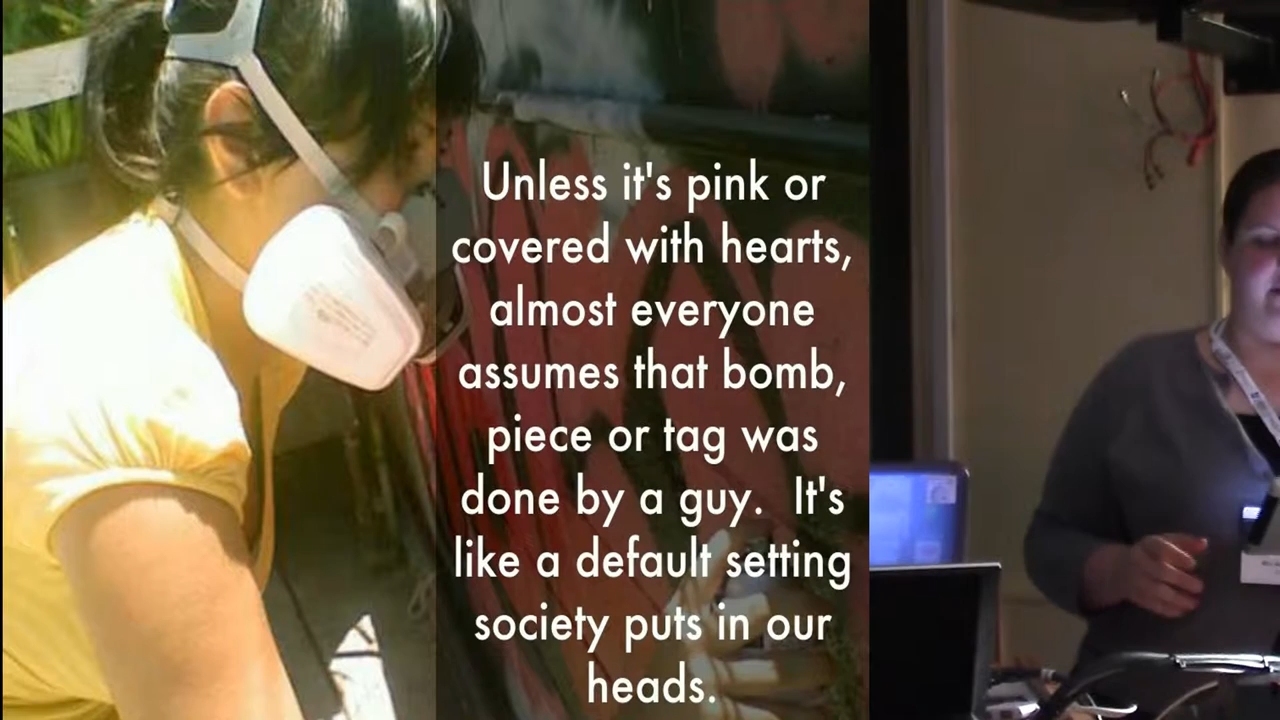 Unless it's pink or
covered with hearts,
almost everyone
assumes that bomb,
piece or tag was
done by a guy.  It's
like a default setting
society puts in our
heads.